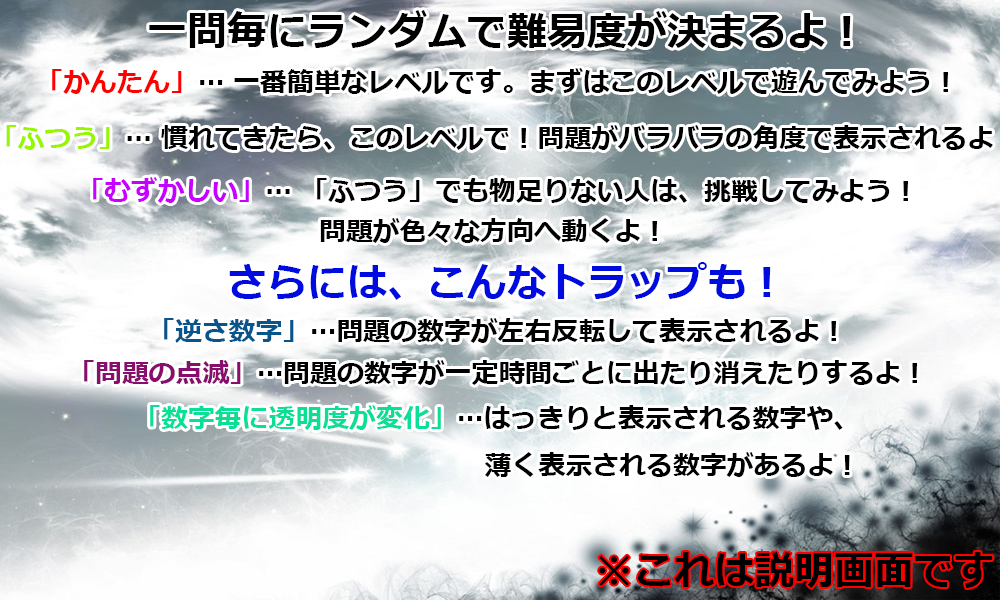 一問毎にランダムで難易度が決まるよ！
「かんたん」… 一番簡単なレベルです。まずはこのレベルで遊んでみよう！
「ふつう」… 慣れてきたら、このレベルで！問題がバラバラの角度で表示されるよ
「むずかしい」… 「ふつう」でも物足りない人は、挑戦してみよう！
問題が色々な方向へ動くよ！
さらには、こんなトラップも！
「逆さ数字」…問題の数字が左右反転して表示されるよ！
「問題の点滅」…問題の数字が一定時間ごとに出たり消えたりするよ！
「数字毎に透明度が変化」…はっきりと表示される数字や、
薄く表示される数字があるよ！
※これは説明画面です